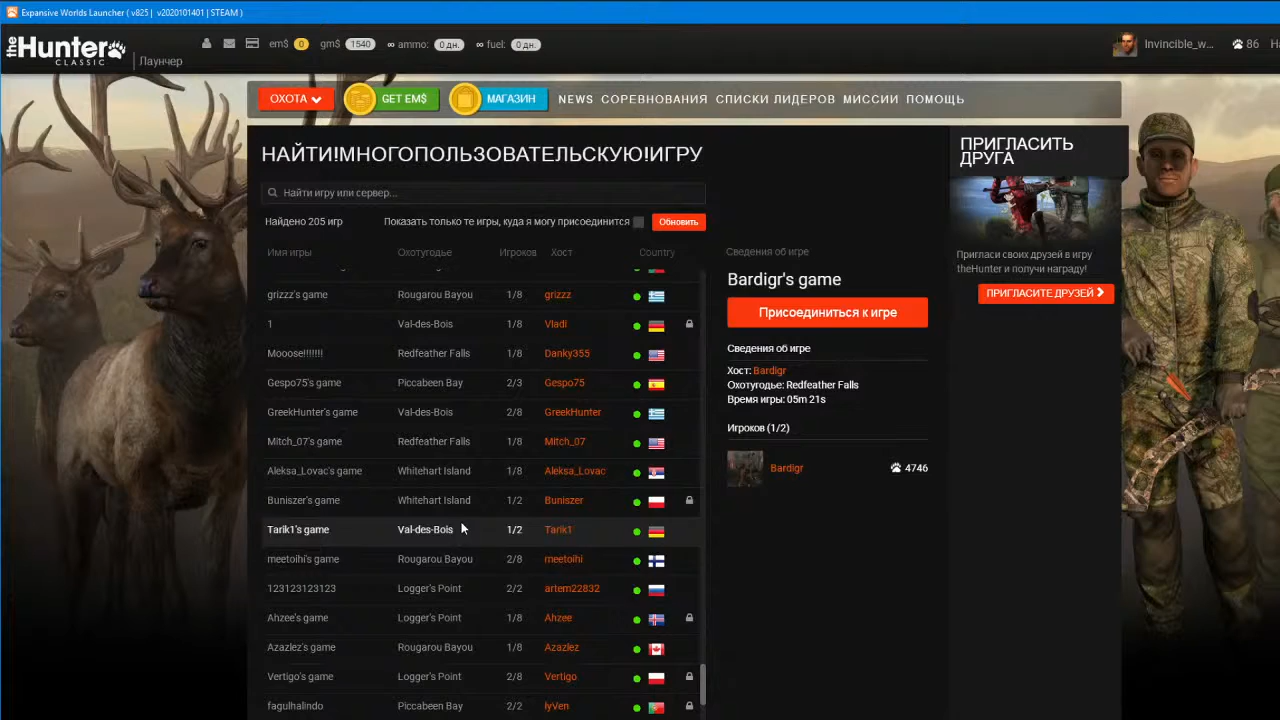 Expansive Worlds Launcher ( v825 | v2020101401 | STEAM )
theHunter CLASSIC Лаунчер em$ 0 gm$ 1540 ∞ ammo: 0 дн. ∞ fuel: 0 дн. Invincible_w... 86
ОХОТА GET EM$ МАГАЗИН NEWS СОРЕВНОВАНИЯ СПИСКИ ЛИДЕРОВ МИССИИ ПОМОЩЬ
НАЙТИ!МНОГОПОЛЬЗОВАТЕЛЬСКУЮ!ИГРУ
Найти игру или сервер...
Найдено 205 игр Показать только те игры, куда я могу присоединится Обновить
Имя игры Охотугодье Игроков Хост Country
grizzz's game Rougarou Bayou 1/8 grizzz
1 Val-des-Bois 1/8 Vladi
Mooose!!!!!!! Redfeather Falls 1/8 Danky355
Gespo75's game Piccabeen Bay 2/3 Gespo75
GreekHunter's game Val-des-Bois 2/8 GreekHunter
Mitch_07's game Redfeather Falls 1/8 Mitch_07
Aleksa_Lovac's game Whitehart Island 1/8 Aleksa_Lovac
Buniszer's game Whitehart Island 1/2 Buniszer
Tarik1's game Val-des-Bois 1/2 Tarik1
meetoihi's game Rougarou Bayou 2/8 meetoihi
123123123123 Logger's Point 2/2 artem22832
Ahzee's game Logger's Point 1/8 Ahzee
Azazlez's game Rougarou Bayou 1/8 Azazlez
Vertigo's game Logger's Point 2/8 Vertigo
fagulhalindo Piccabeen Bay 2/2 lyVen
Сведения об игре
Bardigr's game
Присоединиться к игре
Сведения об игре
Хост: Bardigr
Охотугодье: Redfeather Falls
Время игры: 05m 21s
Игроков (1/2)
Bardigr 4746
ПРИГЛАСИТЬ
ДРУГА
Пригласи своих друзей в игру
theHunter и получи награду!
ПРИГЛАСИТЕ ДРУЗЕЙ